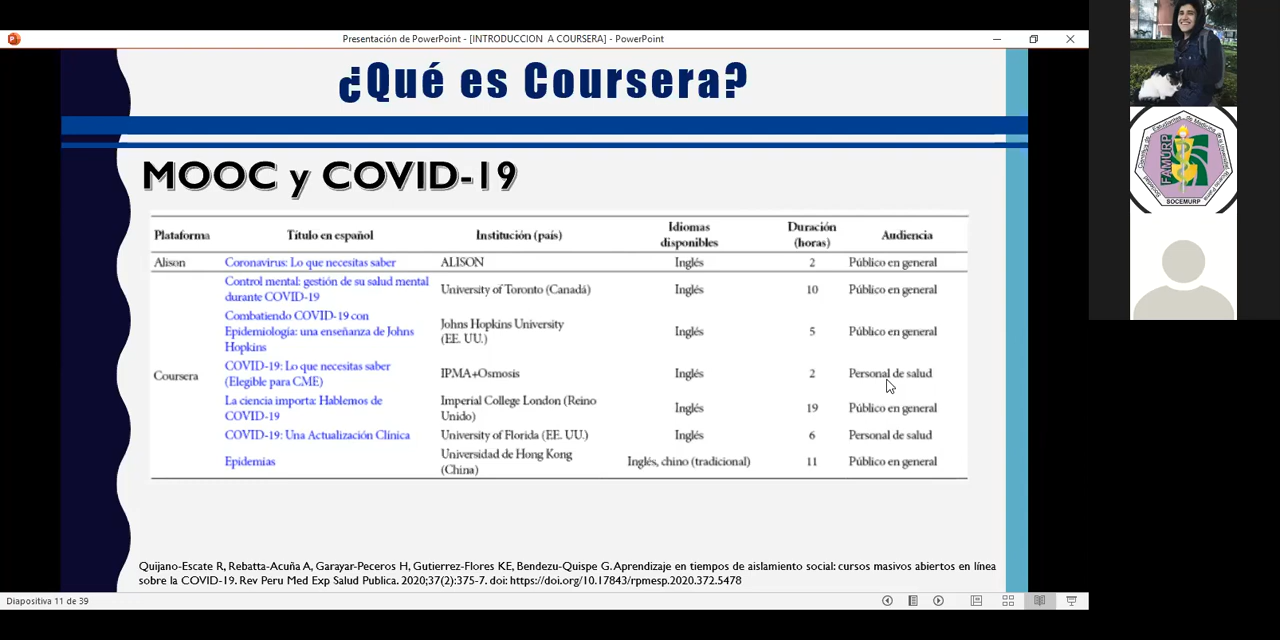 Presentación de PowerPoint - [INTRODUCCION A COURSERA] - PowerPoint
¿Qué es Coursera?
MOOC y COVID-19
Plataforma Título en español Institución (país) Idiomas disponibles Duración (horas) Audiencia
Alison Coronavirus: Lo que necesitas saber ALISON Inglés 2 Público en general
Coursera
Control mental: gestión de su salud mental durante COVID-19 University of Toronto (Canadá) Inglés 10 Público en general
Combatiendo COVID-19 con Epidemiología: una enseñanza de Johns Hopkins Johns Hopkins University (EE. UU.) Inglés 5 Público en general
COVID-19: Lo que necesitas saber (Elegible para CME) IPMA+Osmosis Inglés 2 Personal de salud
La ciencia importa: Hablemos de COVID-19 Imperial College London (Reino Unido) Inglés 19 Público en general
COVID-19: Una Actualización Clínica University of Florida (EE. UU.) Inglés 6 Personal de salud
Epidemias Universidad de Hong Kong (China) Inglés, chino (tradicional) 11 Público en general
Quijano-Escate R, Rebatta-Acuña A, Garayar-Peceros H, Gutierrez-Flores KE, Bendezu-Quispe G. Aprendizaje en tiempos de aislamiento social: cursos masivos abiertos en línea
sobre la COVID-19. Rev Peru Med Exp Salud Publica. 2020;37(2):375-7. doi: https://doi.org/10.17843/rpmesp.2020.372.5478
Diapositiva 11 de 39
FAMURP
SOCEMURP